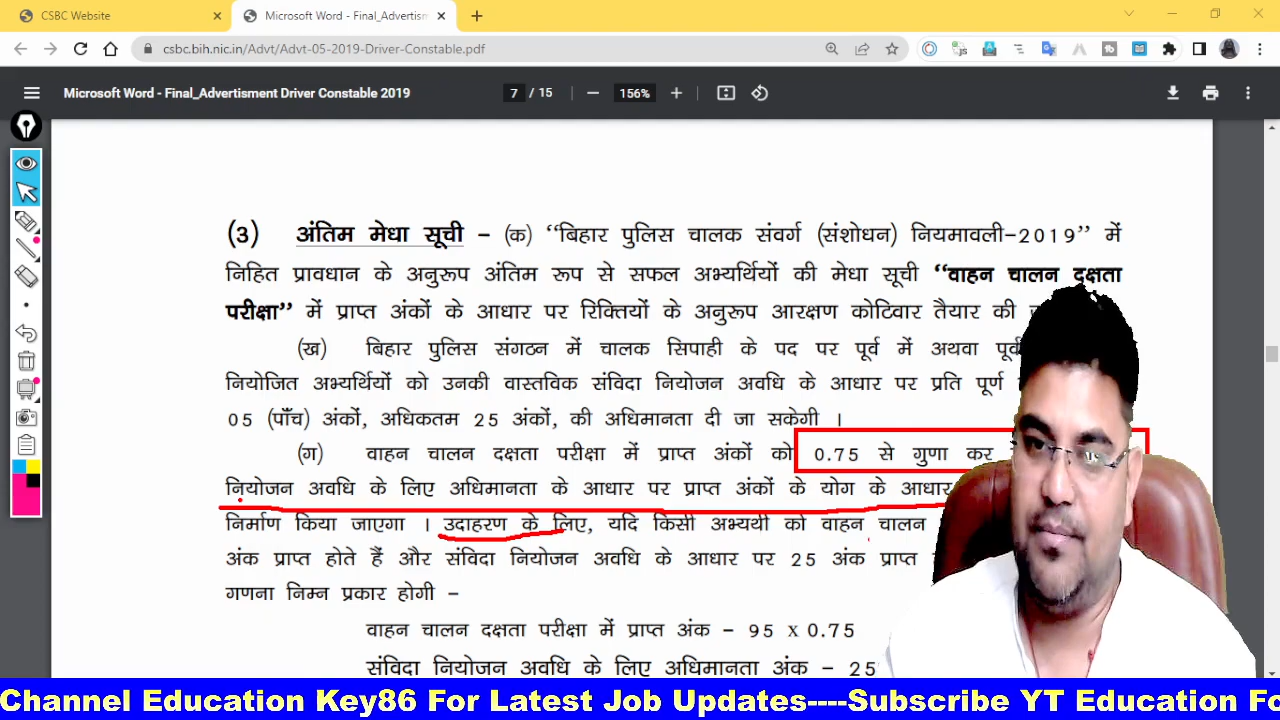 CSBC Website
Microsoft Word - Final_Advertism
csbc.bih.nic.in/Advt/Advt-05-2019-Driver-Constable.pdf
Microsoft Word - Final_Advertisment Driver Constable 2019
7 / 15
156%
(3) अंतिम मेधा सूची - (क) “बिहार पुलिस चालक संवर्ग (संशोधन) नियमावली-2019” में
निहित प्रावधान के अनुरूप अंतिम रूप से सफल अभ्यर्थियों की मेधा सूची “वाहन चालन दक्षता
परीक्षा” में प्राप्त अंकों के आधार पर रिक्तियों के अनुरूप आरक्षण कोटिवार तैयार की
(ख) बिहार पुलिस संगठन में चालक सिपाही के पद पर पूर्व में अथवा
नियोजित अभ्यर्थियों को उनकी वास्तविक संविदा नियोजन अवधि के आधार पर प्रति पूर्ण
05 (पाँच) अंकों, अधिकतम 25 अंकों, की अधिमानता दी जा सकेगी ।
(ग) वाहन चालन दक्षता परीक्षा में प्राप्त अंकों को 0.75 से गुणा कर
नियोजन अवधि के लिए अधिमानता के आधार पर प्राप्त अंकों के योग के आधार
निर्माण किया जाएगा । उदाहरण के लिए, यदि किसी अभ्यर्थी को वाहन चालन
अंक प्राप्त होते हैं और संविदा नियोजन अवधि के आधार पर 25 अंक प्राप्त
गणना निम्न प्रकार होगी -
वाहन चालन दक्षता परीक्षा में प्राप्त अंक - 95 x 0.75
संविदा नियोजन अवधि के लिए अधिमानता अंक - 25
Channel Education Key86 For Latest Job Updates----Subscribe YT Education Fo